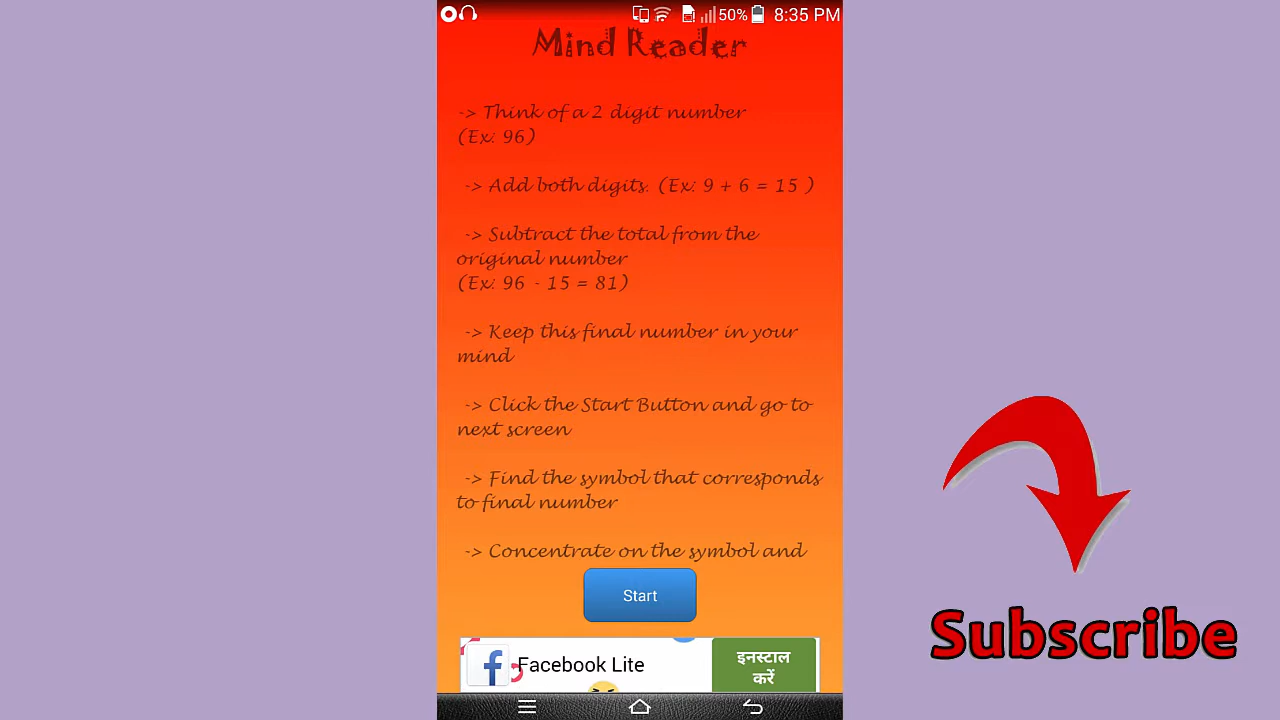 50% 8:35 PM
Mind Reader
-> Think of a 2 digit number
(Ex: 96)
-> Add both digits. (Ex: 9 + 6 = 15 )
-> Subtract the total from the
original number
(Ex: 96 - 15 = 81)
-> Keep this final number in your
mind
-> Click the Start Button and go to
next screen
-> Find the symbol that corresponds
to final number
-> Concentrate on the symbol and
Start
Facebook Lite
इनस्टाल
करें
Subscribe